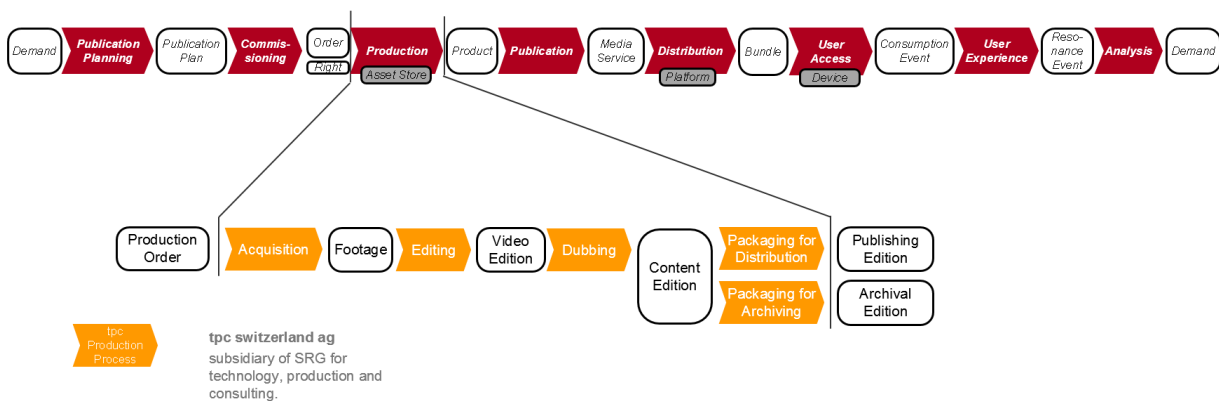 Demand
Publication
Planning
Publication
Plan
Commis-
sioning
Order
Right
Production
Asset Store
Product
Publication
Media
Service
Distribution
Platform
Bundle
User
Access
Device
Consumption
Event
User
Experience
Reso-
nance
Event
Analysis
Demand
Production
Order
Acquisition
Footage
Editing
Video
Edition
Dubbing
Content
Edition
Packaging for
Distribution
Publishing
Edition
Packaging for
Archiving
Archival
Edition
tpc
Production
Process
tpc switzerland ag
subsidiary of SRG for
technology, production and
consulting.